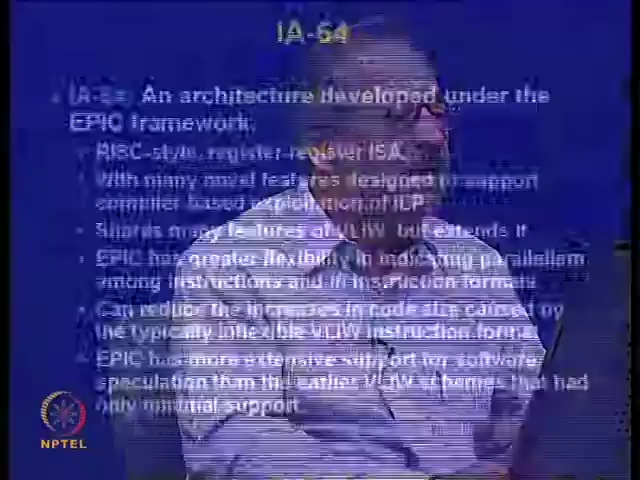 IA-64
IA-64: An architecture developed under the
EPIC framework.
RISC-style, register-register ISA.
With many novel features designed to support
compiler-based exploitation of ILP
Shares many features of VLIW but extends it
EPIC has greater flexibility in indicating parallelism
among instructions and in instruction formats
Can reduce the increases in code size caused by
the typically inflexible VLIW instruction format
EPIC has more extensive support for software
speculation than the earlier VLIW schemes that had
only minimal support.
NPTEL